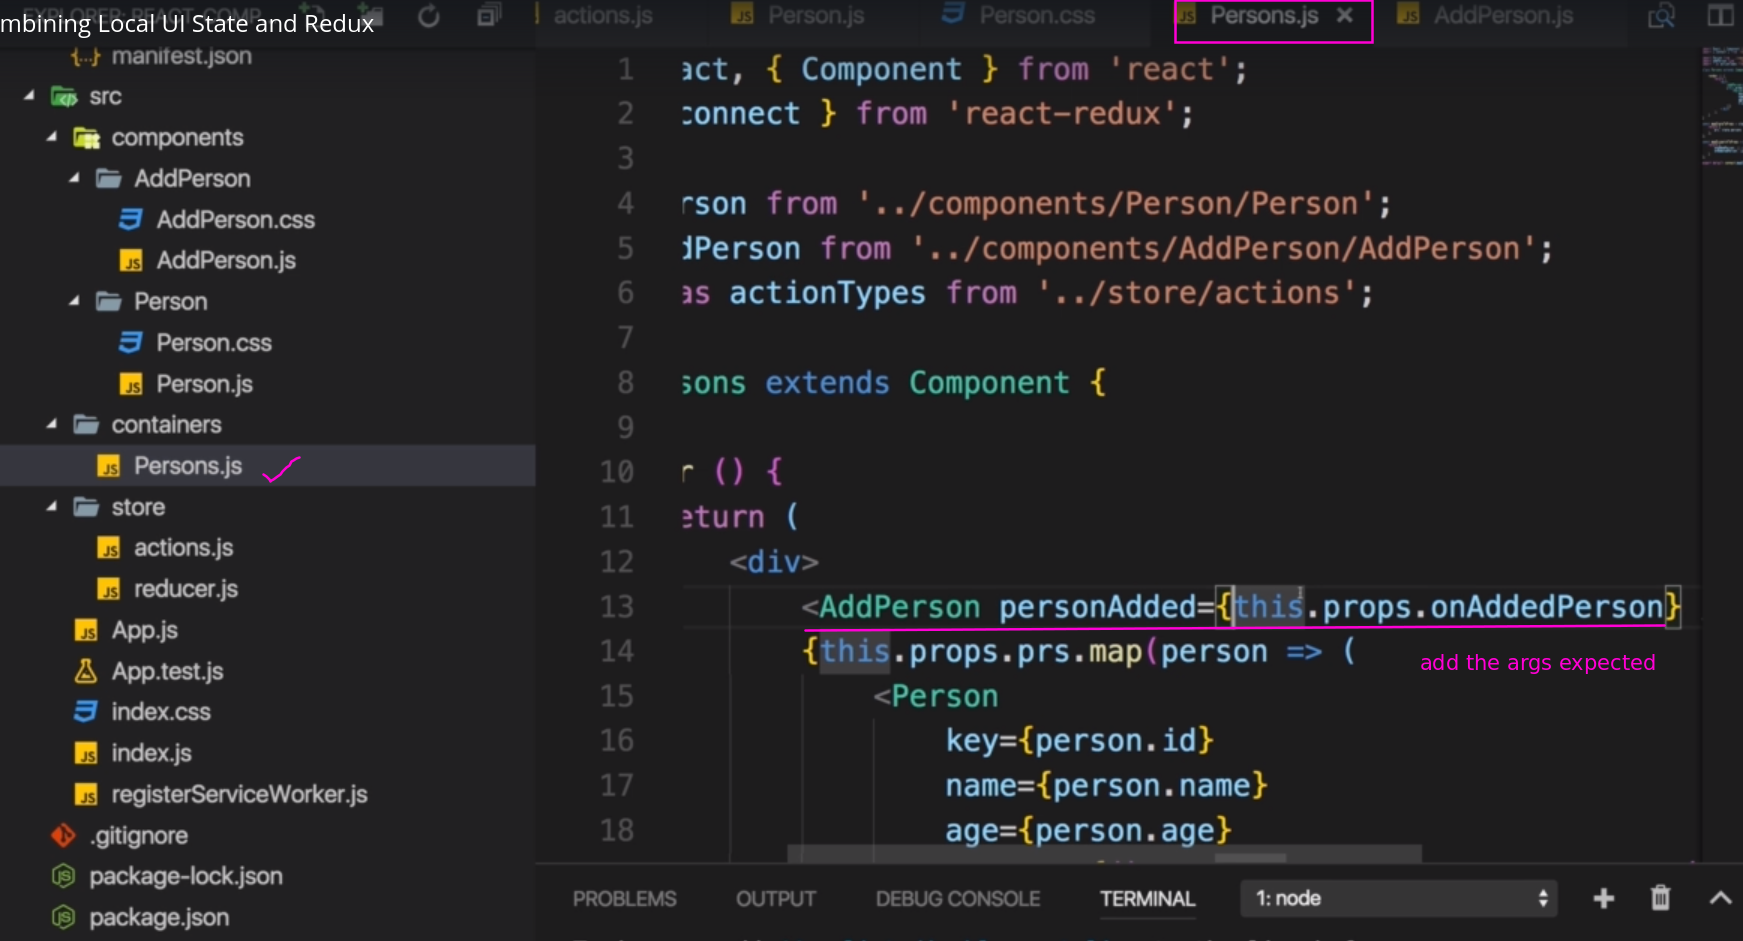 mbining Local UI State and Redux
actions.js
Person.js
Person.css
Persons.js
AddPerson.js
manifest.json
src
components
AddPerson
AddPerson.css
AddPerson.js
Person
Person.css
Person.js
containers
Persons.js
store
actions.js
reducer.js
App.js
App.test.js
index.css
index.js
registerServiceWorker.js
.gitignore
package-lock.json
package.json
1 act, { Component } from 'react';
2 connect } from 'react-redux';
3
4 rson from '../components/Person/Person';
5 dPerson from '../components/AddPerson/AddPerson';
6 as actionTypes from '../store/actions';
7
8 sons extends Component {
9
10 r () {
11 eturn (
12 <div>
13 <AddPerson personAdded={this.props.onAddedPerson}
14 {this.props.prs.map(person => (
add the args expected
15 <Person
16 key={person.id}
17 name={person.name}
18 age={person.age}
PROBLEMS OUTPUT DEBUG CONSOLE TERMINAL 1: node